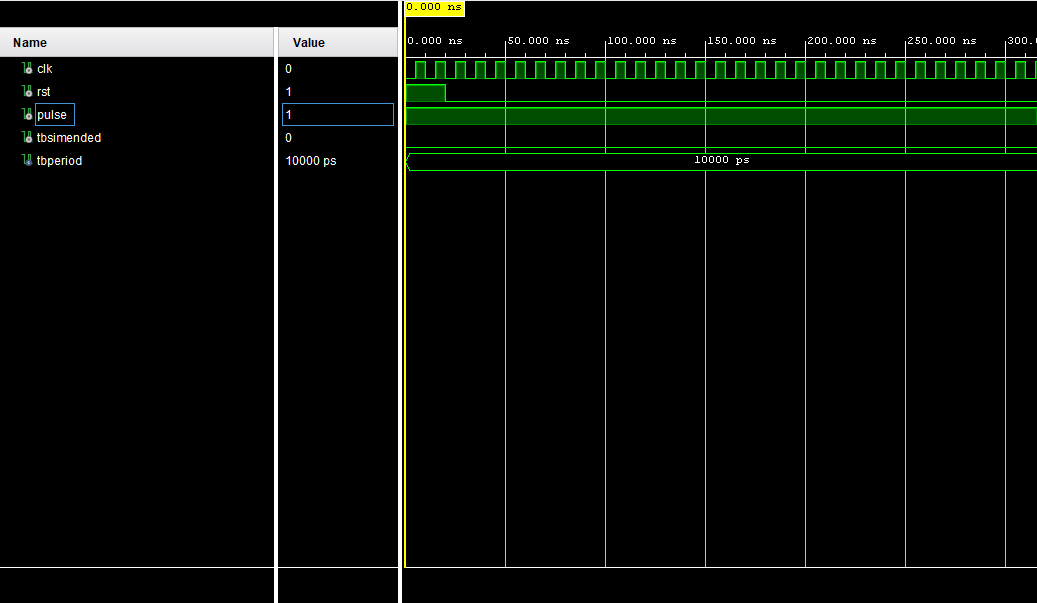 0.000 ns
Name Value
0.000 ns 50.000 ns 100.000 ns 150.000 ns 200.000 ns 250.000 ns 300.
clk 0
rst 1
pulse 1
tbsimended 0
tbperiod 10000 ps 10000 ps